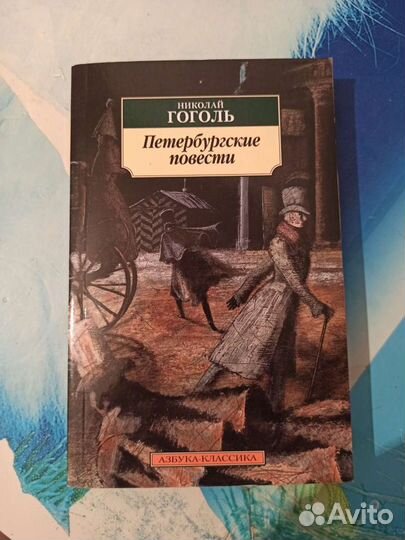 НИКОЛАЙ
ГОГОЛЬ
Петербургские
повести
АЗБУКА-КЛАССИКА
Avito